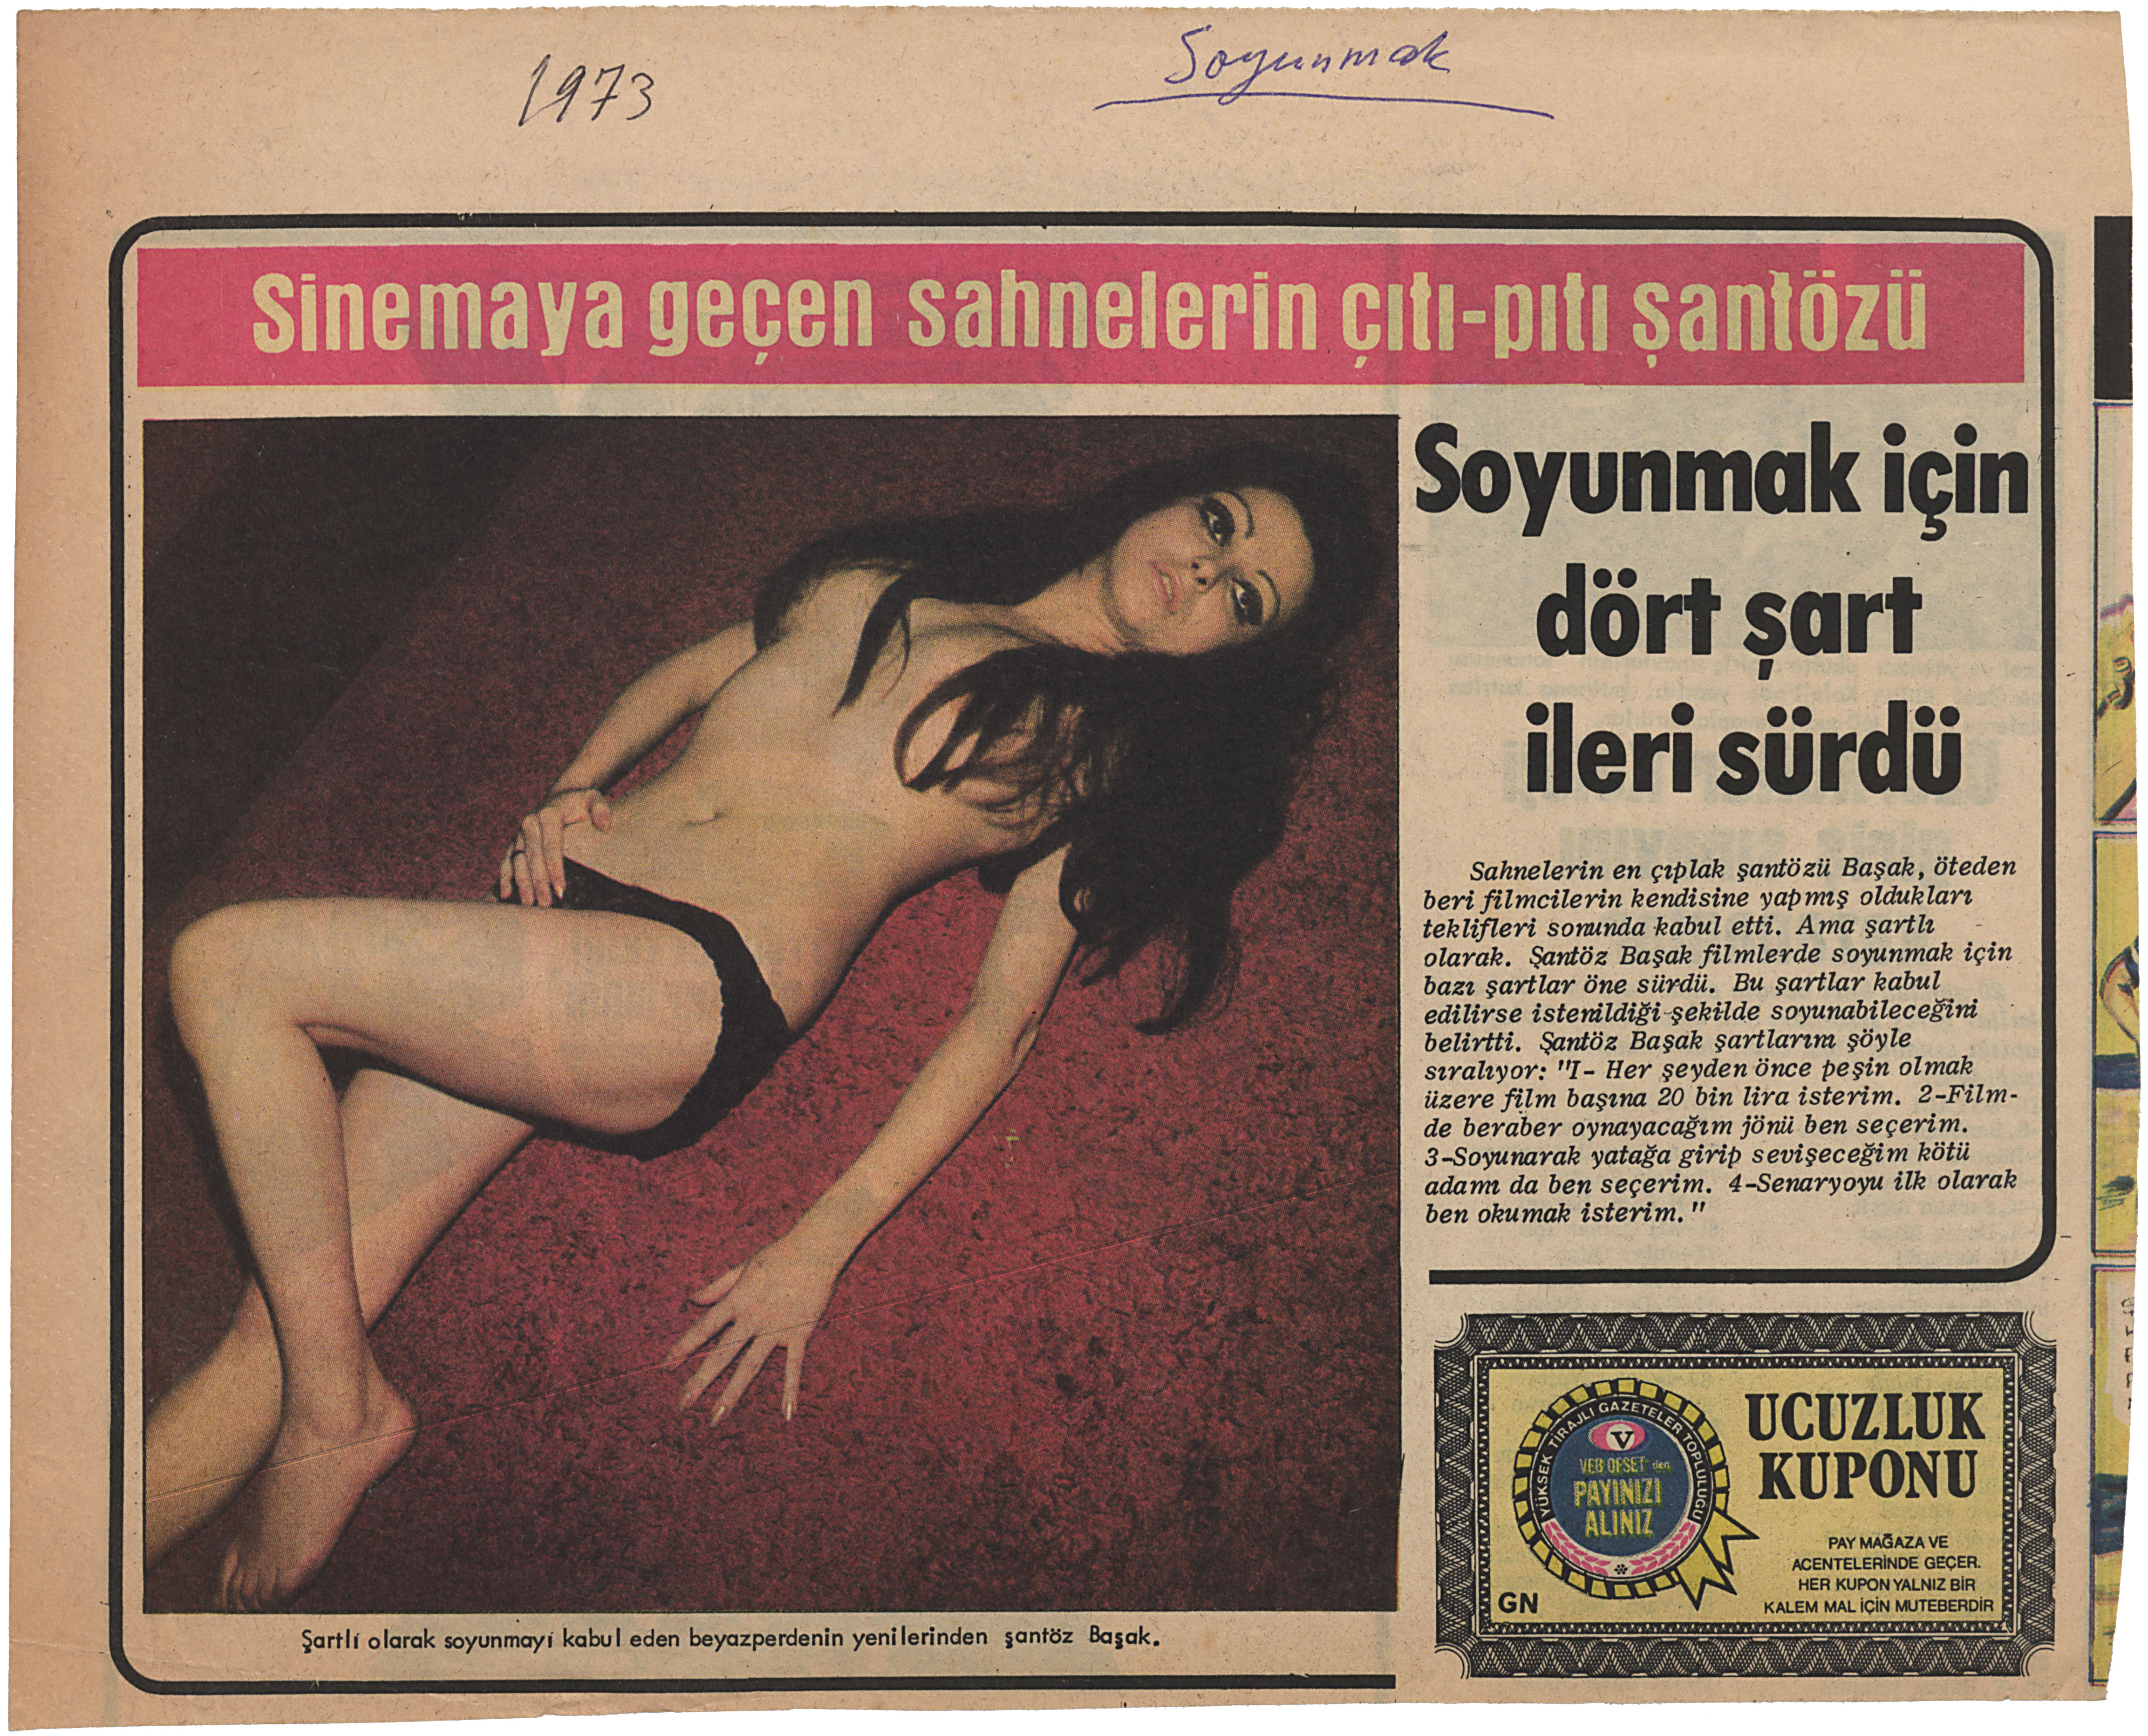 1973
Soyunmak
Sinemaya geçen sahnelerin çıtı-pıtı şantözü
Soyunmak için
dört şart
ileri sürdü
Sahnelerin en çıplak şantözü Başak, öteden
beri filmcilerin kendisine yapmış oldukları
teklifleri sonunda kabul etti. Ama şartlı
olarak. Şantöz Başak filmlerde soyunmak için
bazı şartlar öne sürdü. Bu şartlar kabul
edilirse istenildiği şekilde soyunabileceğini
belirtti. Şantöz Başak şartlarını şöyle
sıralıyor: "I- Her şeyden önce peşin olmak
üzere film başına 20 bin lira isterim. 2-Film-
de beraber oynayacağım jönü ben seçerim.
3-Soyunarak yatağa girip sevişeceğim kötü
adamı da ben seçerim. 4-Senaryoyu ilk olarak
ben okumak isterim."
Şartlı olarak soyunmayı kabul eden beyazperdenin yenilerinden şantöz Başak.
YÜKSEK TİRAJLI GAZETELER TOPLULUĞU
V
VEB OFSET den
PAYINIZI
ALINIZ
GN
UCUZLUK
KUPONU
PAY MAĞAZA VE
ACENTELERİNDE GEÇER.
HER KUPON YALNIZ BİR
KALEM MAL İÇİN MUTEBERDİR